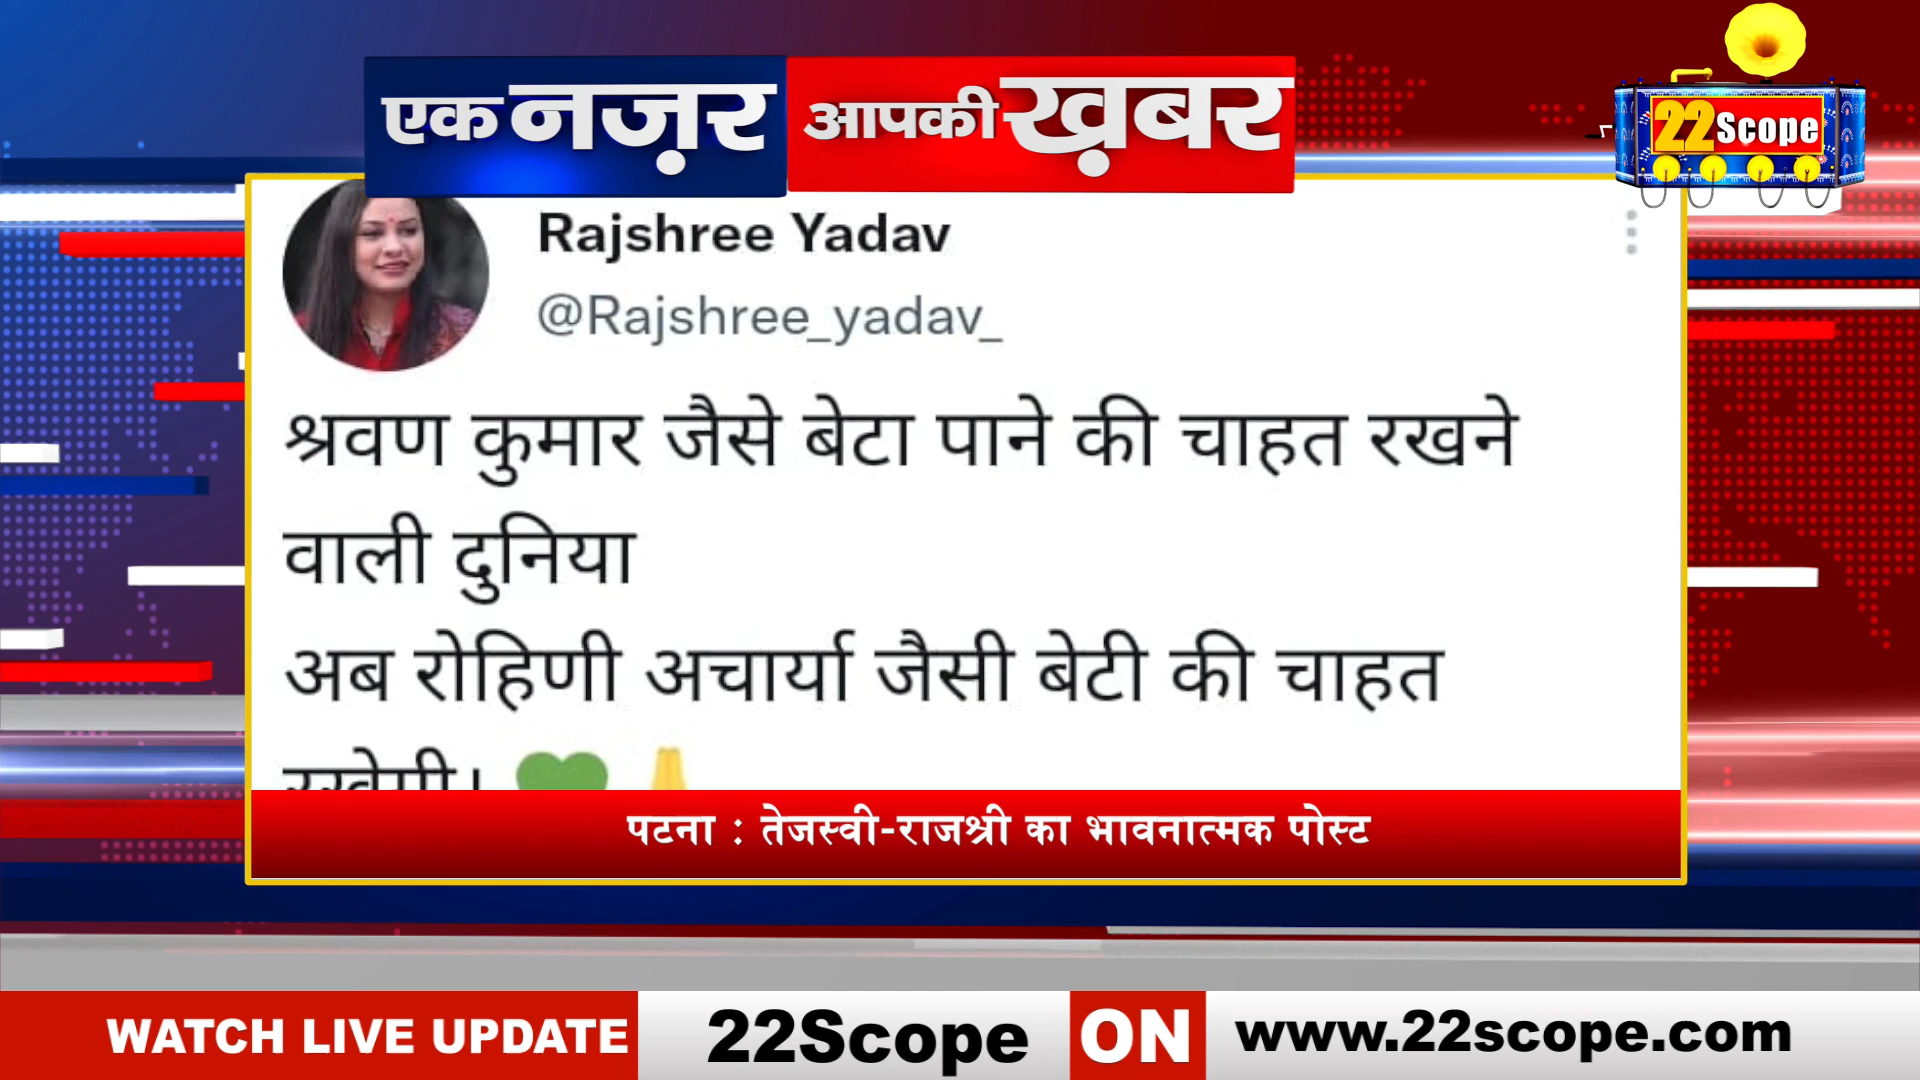 एक नज़र आपकी ख़बर
22Scope
Rajshree Yadav
@Rajshree_yadav_
श्रवण कुमार जैसे बेटा पाने की चाहत रखने
वाली दुनिया
अब रोहिणी अचार्या जैसी बेटी की चाहत
रखेगी।
पटना : तेजस्वी-राजश्री का भावनात्मक पोस्ट
WATCH LIVE UPDATE 22Scope ON www.22scope.com